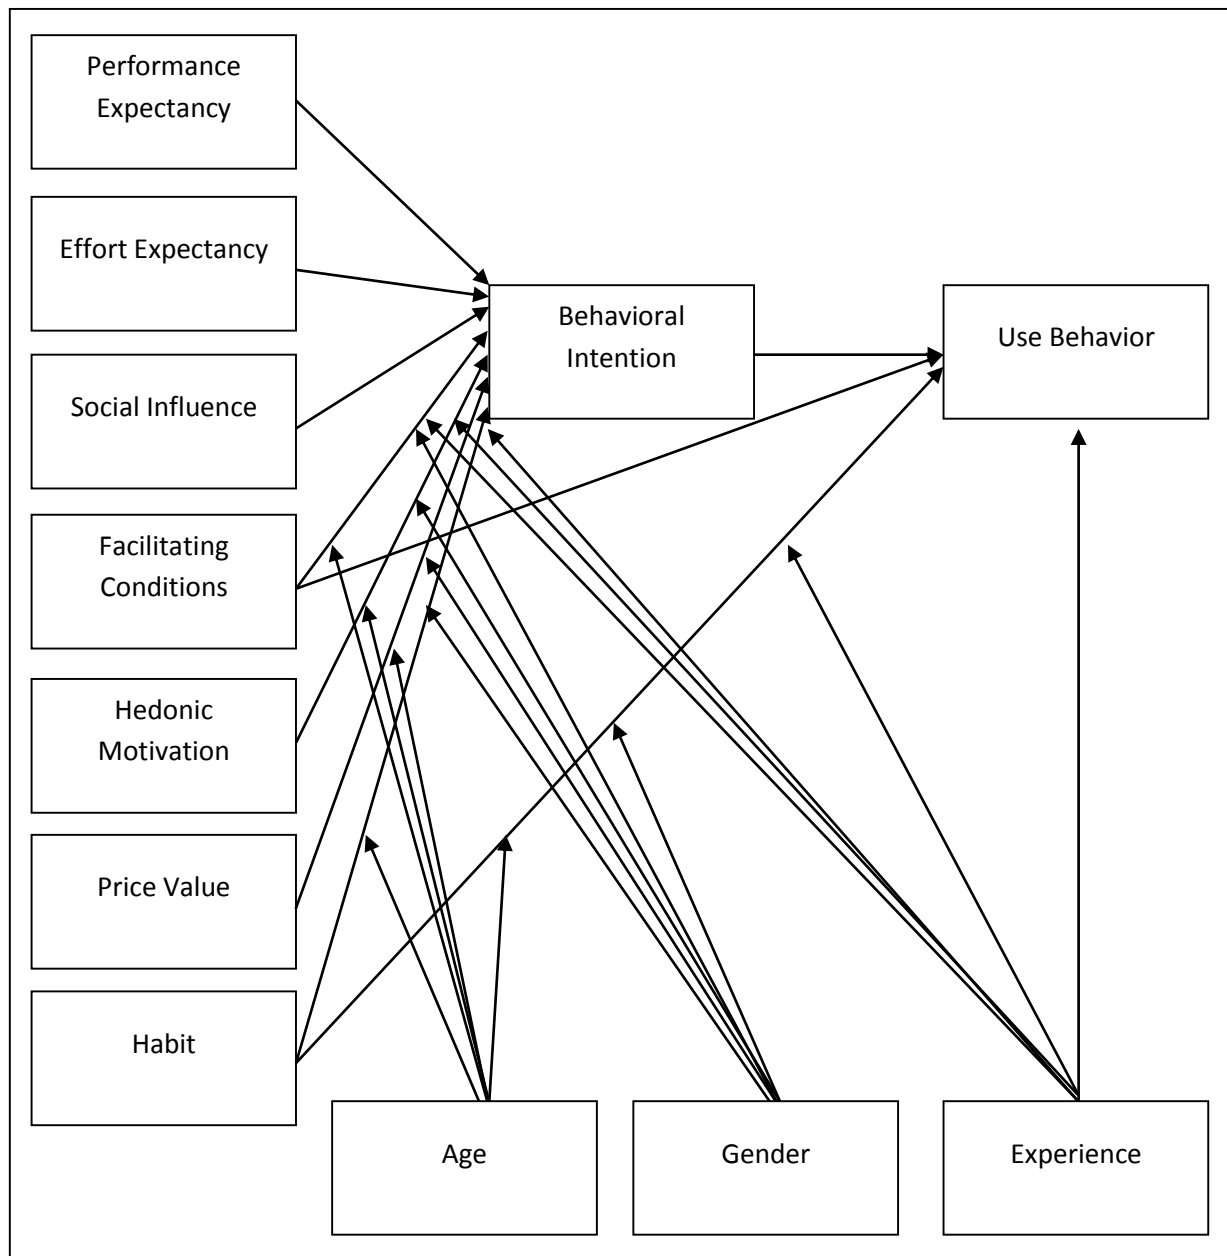 Performance
Expectancy
Effort Expectancy
Social Influence
Facilitating
Conditions
Hedonic
Motivation
Price Value
Habit
Behavioral
Intention
Use Behavior
Age
Gender
Experience